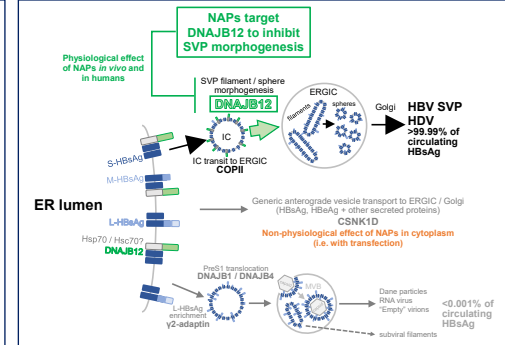 NAPs target
DNAJB12 to inhibit
SVP morphogenesis
Physiological effect
of NAPs in vivo and
in humans
SVP filament / sphere
morphogenesis
DNAJB12
IC
IC transit to ERGIC
COPII
ERGIC
filaments
spheres
Golgi
HBV SVP
HDV
>99.99% of
circulating
HBsAg
S-HBsAg
M-HBsAg
ER lumen
L-HBsAg
Hsp70 / Hsc70?
DNAJB12
Generic anterograde vesicle transport to ERGIC / Golgi
(HBsAg, HBeAg + other secreted proteins)
CSNK1D
Non-physiological effect of NAPs in cytoplasm
(i.e. with transfection)
PreS1 translocation
DNAJB1 / DNAJB4
L-HBsAg
enrichment
γ2-adaptin
MVB
Dane particles
RNA virus
"Empty" virions
subviral filaments
<0.001% of
circulating
HBsAg